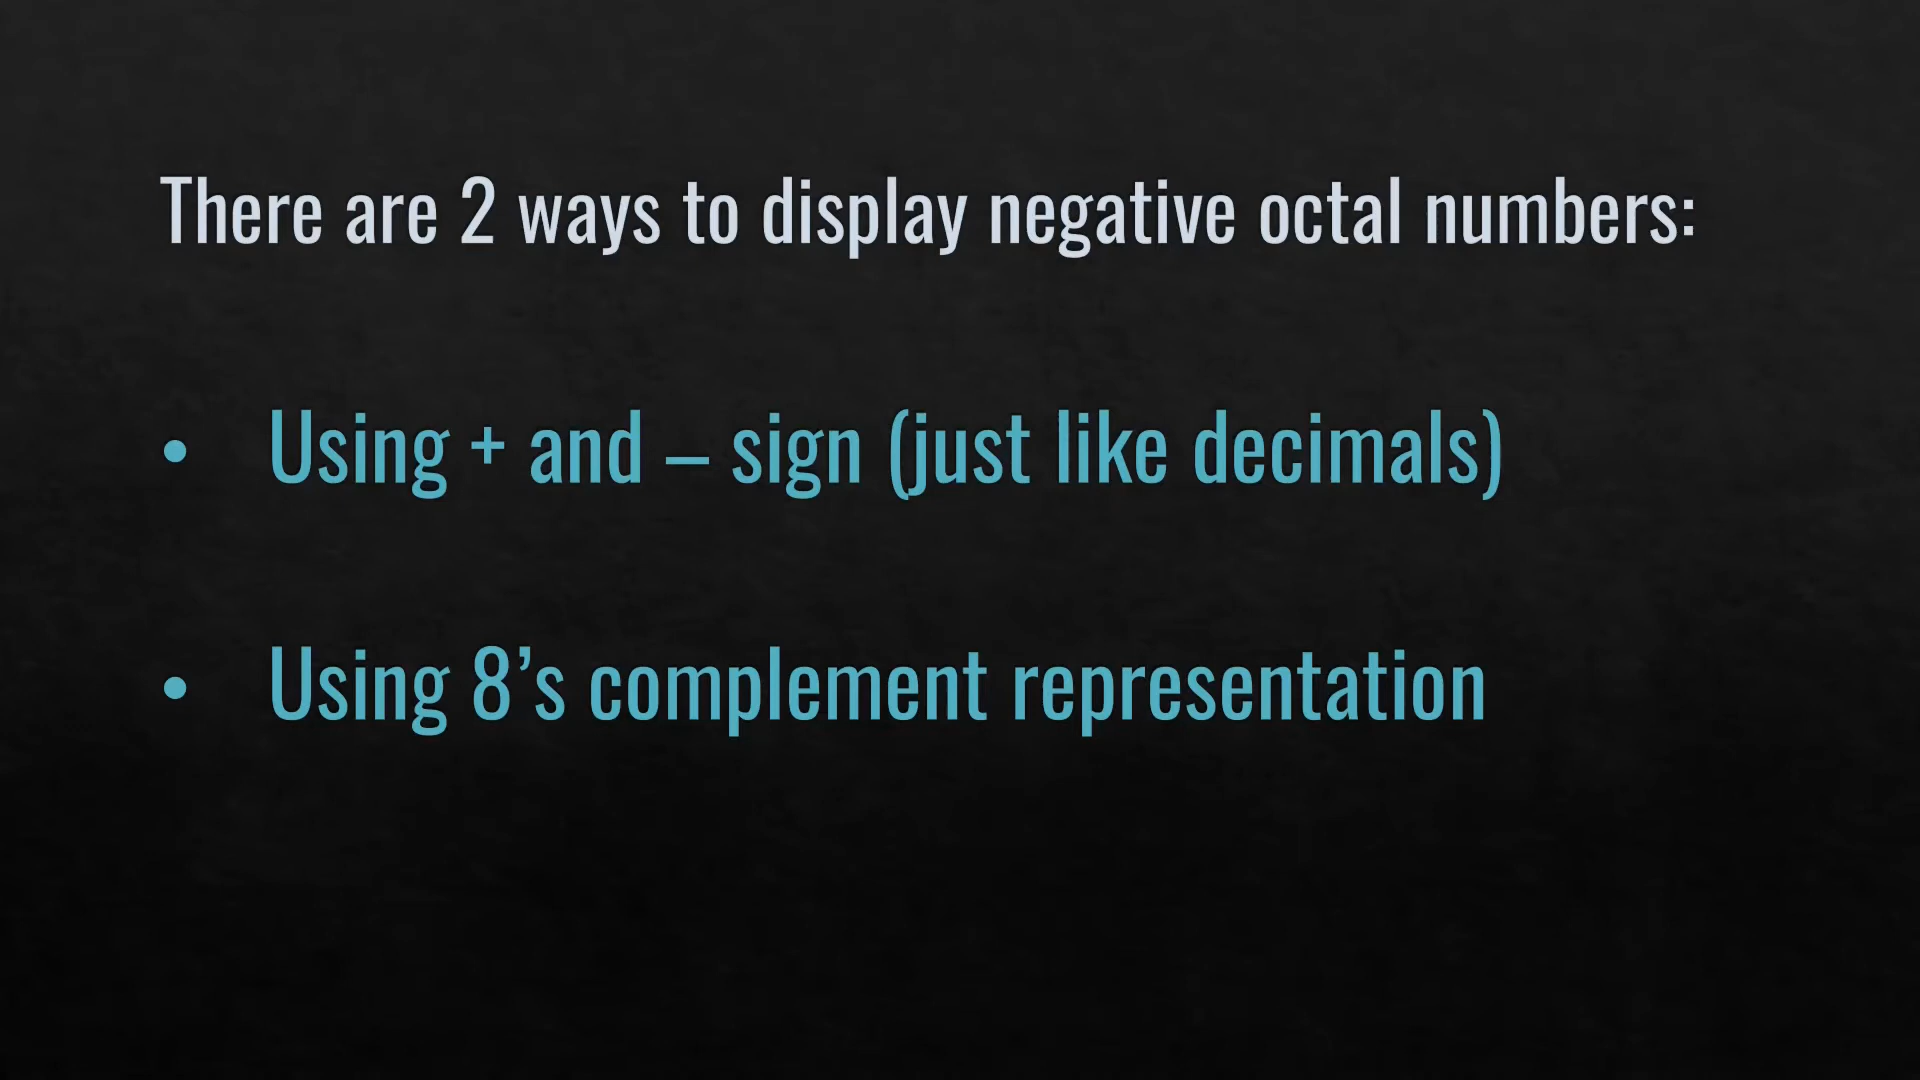 There are 2 ways to display negative octal numbers:
• Using + and – sign (just like decimals)
• Using 8’s complement representation